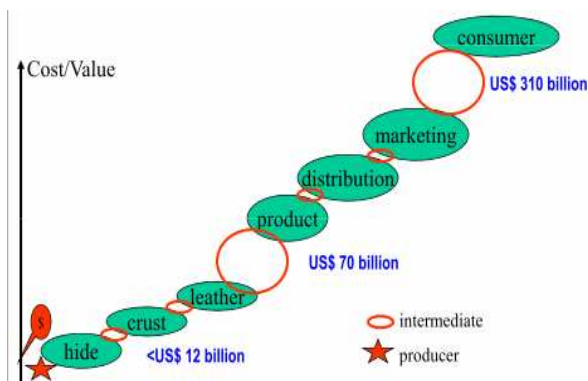 consumer
Cost/Value
US$ 310 billion
marketing
distribution
product
US$ 70 billion
leather
$
crust
intermediate
hide
<US$ 12 billion
producer